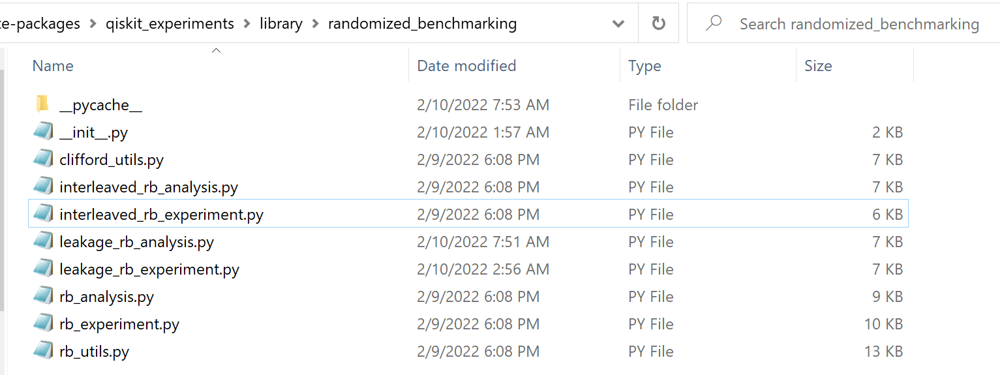 te-packages > qiskit_experiments > library > randomized_benchmarking Search randomized_benchmarking
Name Date modified Type Size
__pycache__ 2/10/2022 7:53 AM File folder
__init__.py 2/10/2022 1:57 AM PY File 2 KB
clifford_utils.py 2/9/2022 6:08 PM PY File 7 KB
interleaved_rb_analysis.py 2/9/2022 6:08 PM PY File 7 KB
interleaved_rb_experiment.py 2/9/2022 6:08 PM PY File 6 KB
leakage_rb_analysis.py 2/10/2022 7:51 AM PY File 7 KB
leakage_rb_experiment.py 2/10/2022 2:56 AM PY File 7 KB
rb_analysis.py 2/9/2022 6:08 PM PY File 9 KB
rb_experiment.py 2/9/2022 6:08 PM PY File 10 KB
rb_utils.py 2/9/2022 6:08 PM PY File 13 KB